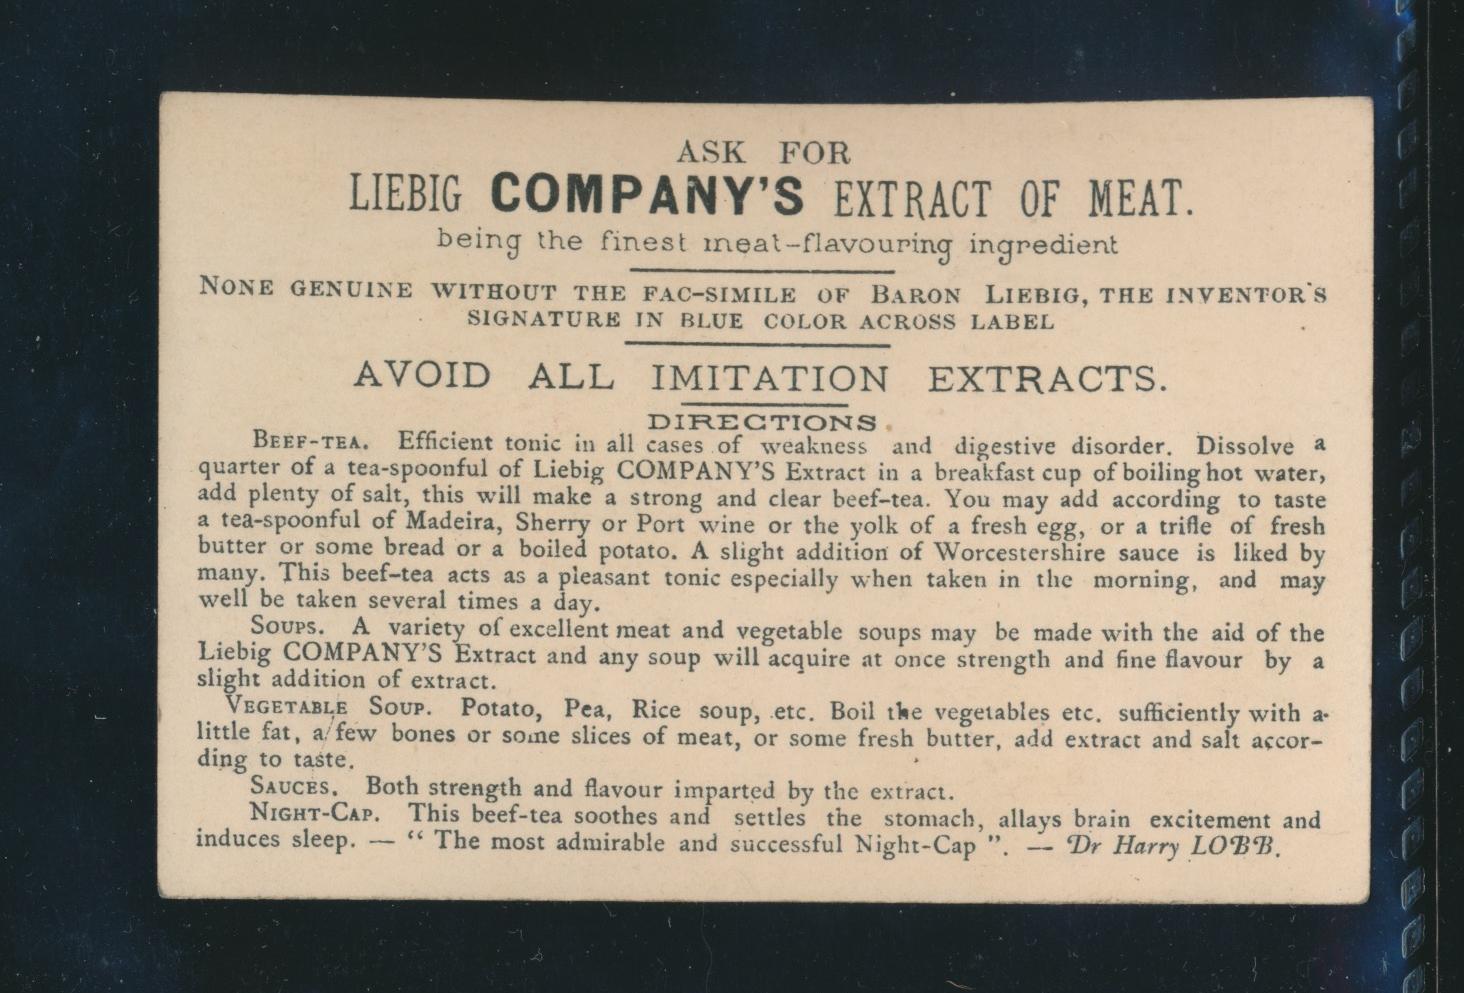 ASK FOR
LIEBIG COMPANY'S EXTRACT OF MEAT.
being the finest meat-flavouring ingredient
NONE GENUINE WITHOUT THE FAC-SIMILE OF BARON LIEBIG, THE INVENTOR'S
SIGNATURE IN BLUE COLOR ACROSS LABEL
AVOID ALL IMITATION EXTRACTS.
DIRECTIONS
BEEF-TEA. Efficient tonic in all cases of weakness and digestive disorder. Dissolve a
quarter of a tea-spoonful of Liebig COMPANY'S Extract in a breakfast cup of boiling hot water,
add plenty of salt, this will make a strong and clear beef-tea. You may add according to taste
a tea-spoonful of Madeira, Sherry or Port wine or the yolk of a fresh egg, or a trifle of fresh
butter or some bread or a boiled potato. A slight addition of Worcestershire sauce is liked by
many. This beef-tea acts as a pleasant tonic especially when taken in the morning, and may
well be taken several times a day.
SOUPS. A variety of excellent meat and vegetable soups may be made with the aid of the
Liebig COMPANY'S Extract and any soup will acquire at once strength and fine flavour by a
slight addition of extract.
VEGETABLE SOUP. Potato, Pea, Rice soup, etc. Boil the vegetables etc. sufficiently with a
little fat, a few bones or some slices of meat, or some fresh butter, add extract and salt accor-
ding to taste.
SAUCES. Both strength and flavour imparted by the extract.
NIGHT-CAP. This beef-tea soothes and settles the stomach, allays brain excitement and
induces sleep. — " The most admirable and successful Night-Cap ". — Dr Harry LOBB.